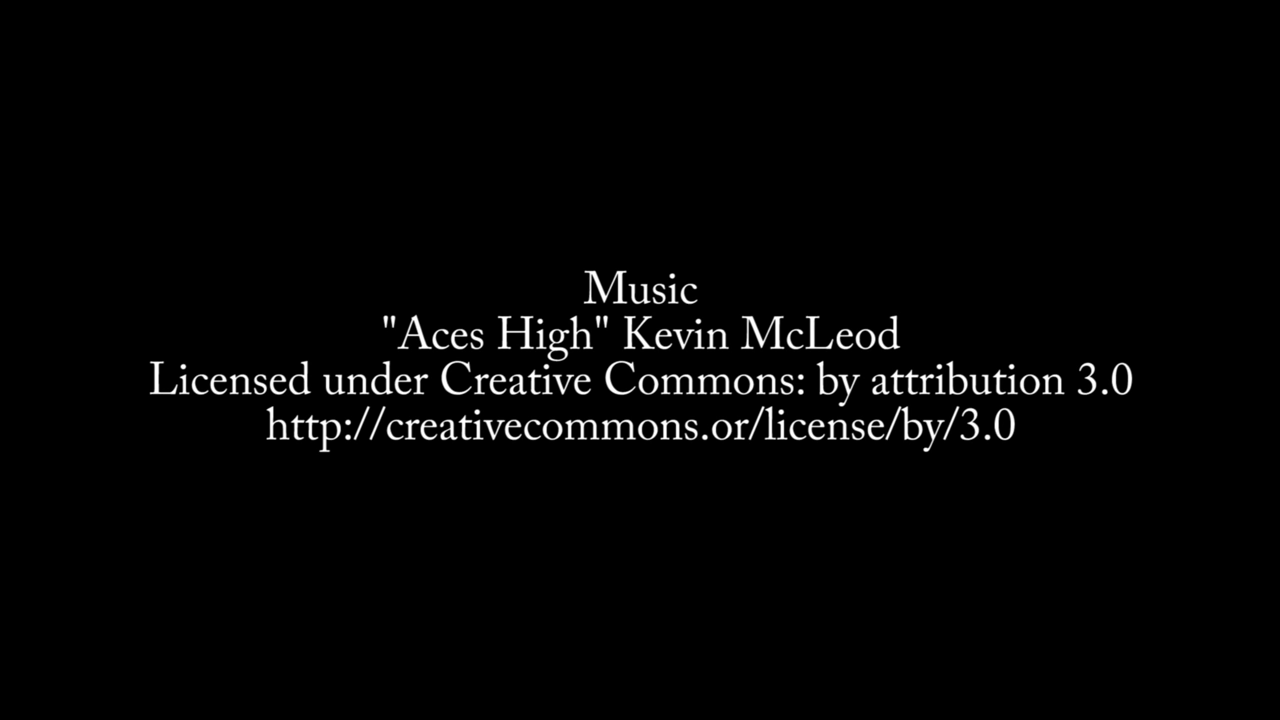 Music
"Aces High" Kevin McLeod
Licensed under Creative Commons: by attribution 3.0
http://creativecommons.or/license/by/3.0